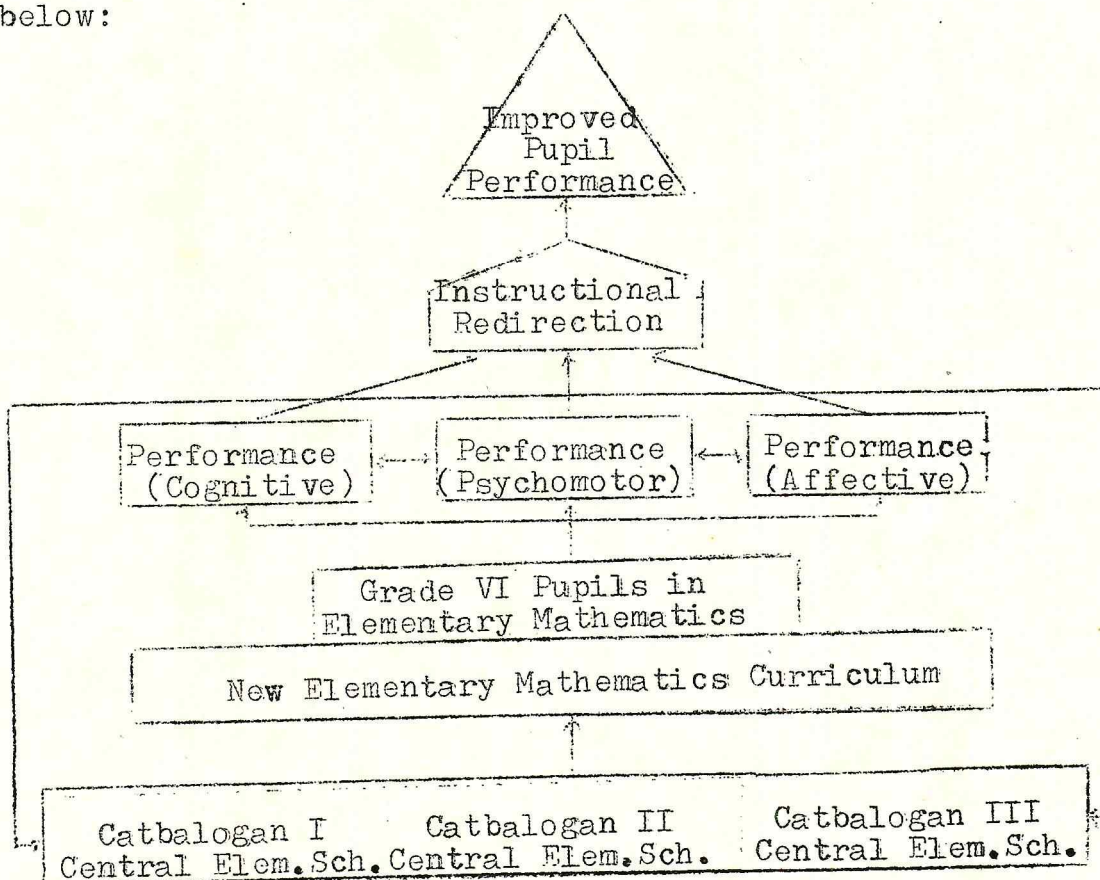 below:
Improved
Pupil
Performance
Instructional
Redirection
Performance
(Cognitive)
Performance
(Psychomotor)
Performance
(Affective)
Grade VI Pupils in
Elementary Mathematics
New Elementary Mathematics Curriculum
Catbalogan I
Central Elem.Sch.
Catbalogan II
Central Elem.Sch.
Catbalogan III
Central Elem.Sch.